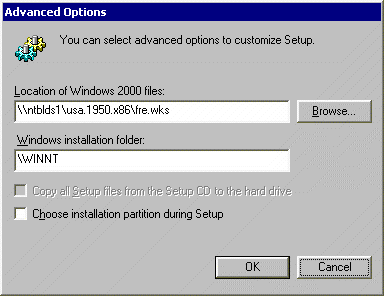 Advanced Options
You can select advanced options to customize Setup.
Location of Windows 2000 files:
\\ntblds1\usa.1950.x86\fre.wks
Browse...
Windows installation folder:
\WINNT
Copy all Setup files from the Setup CD to the hard drive
Choose installation partition during Setup
OK
Cancel